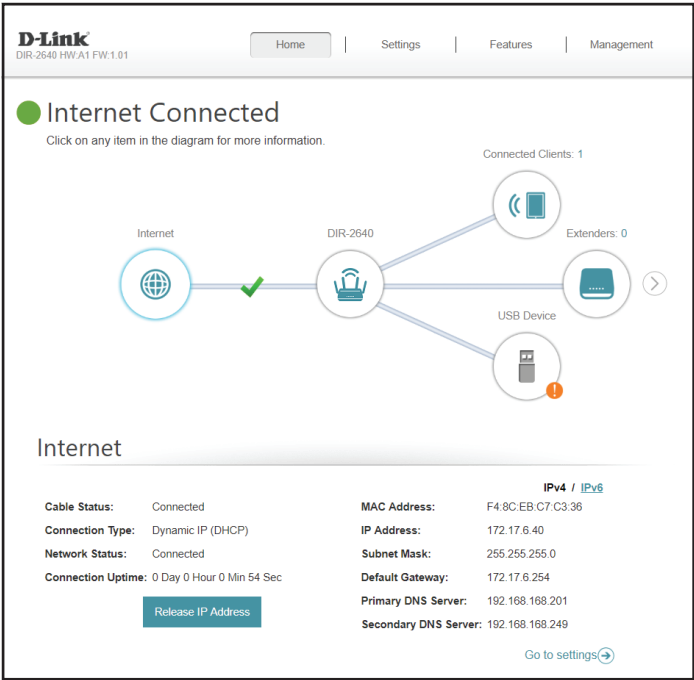 D-Link
DIR-2640 HW:A1 FW:1.01
Home Settings Features Management
Internet Connected
Click on any item in the diagram for more information.
Connected Clients: 1
Internet
DIR-2640
Extenders: 0
USB Device
Internet
IPv4 / IPv6
Cable Status: Connected
Connection Type: Dynamic IP (DHCP)
Network Status: Connected
Connection Uptime: 0 Day 0 Hour 0 Min 54 Sec
Release IP Address
MAC Address: F4:8C:EB:C7:C3:36
IP Address: 172.17.6.40
Subnet Mask: 255.255.255.0
Default Gateway: 172.17.6.254
Primary DNS Server: 192.168.168.201
Secondary DNS Server: 192.168.168.249
Go to settings